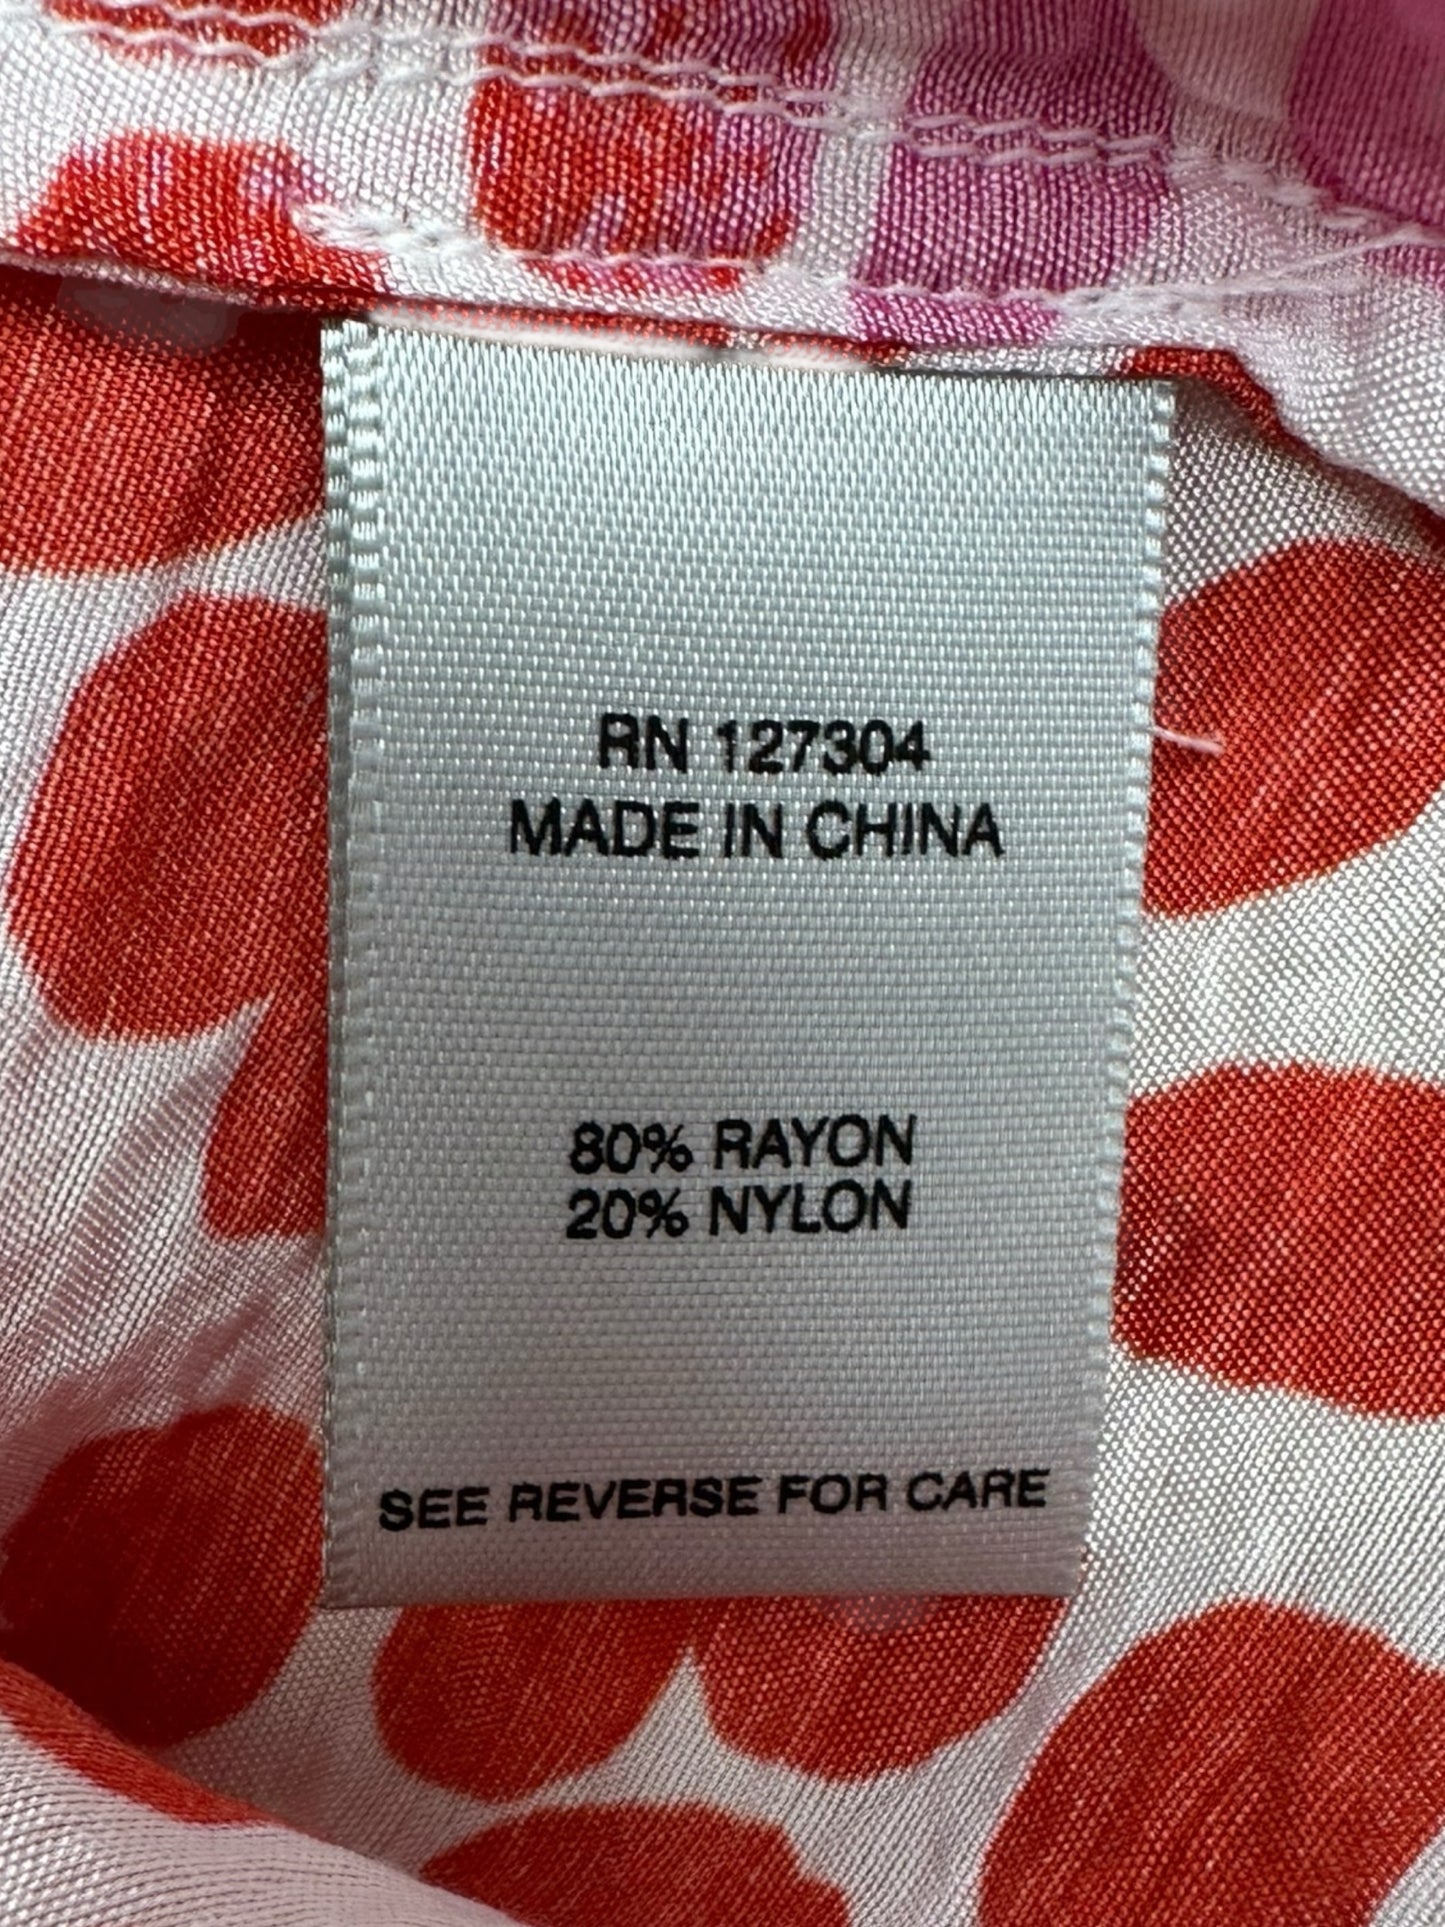 RN 127304
MADE IN CHINA
80% RAYON
20% NYLON
SEE REVERSE FOR CARE